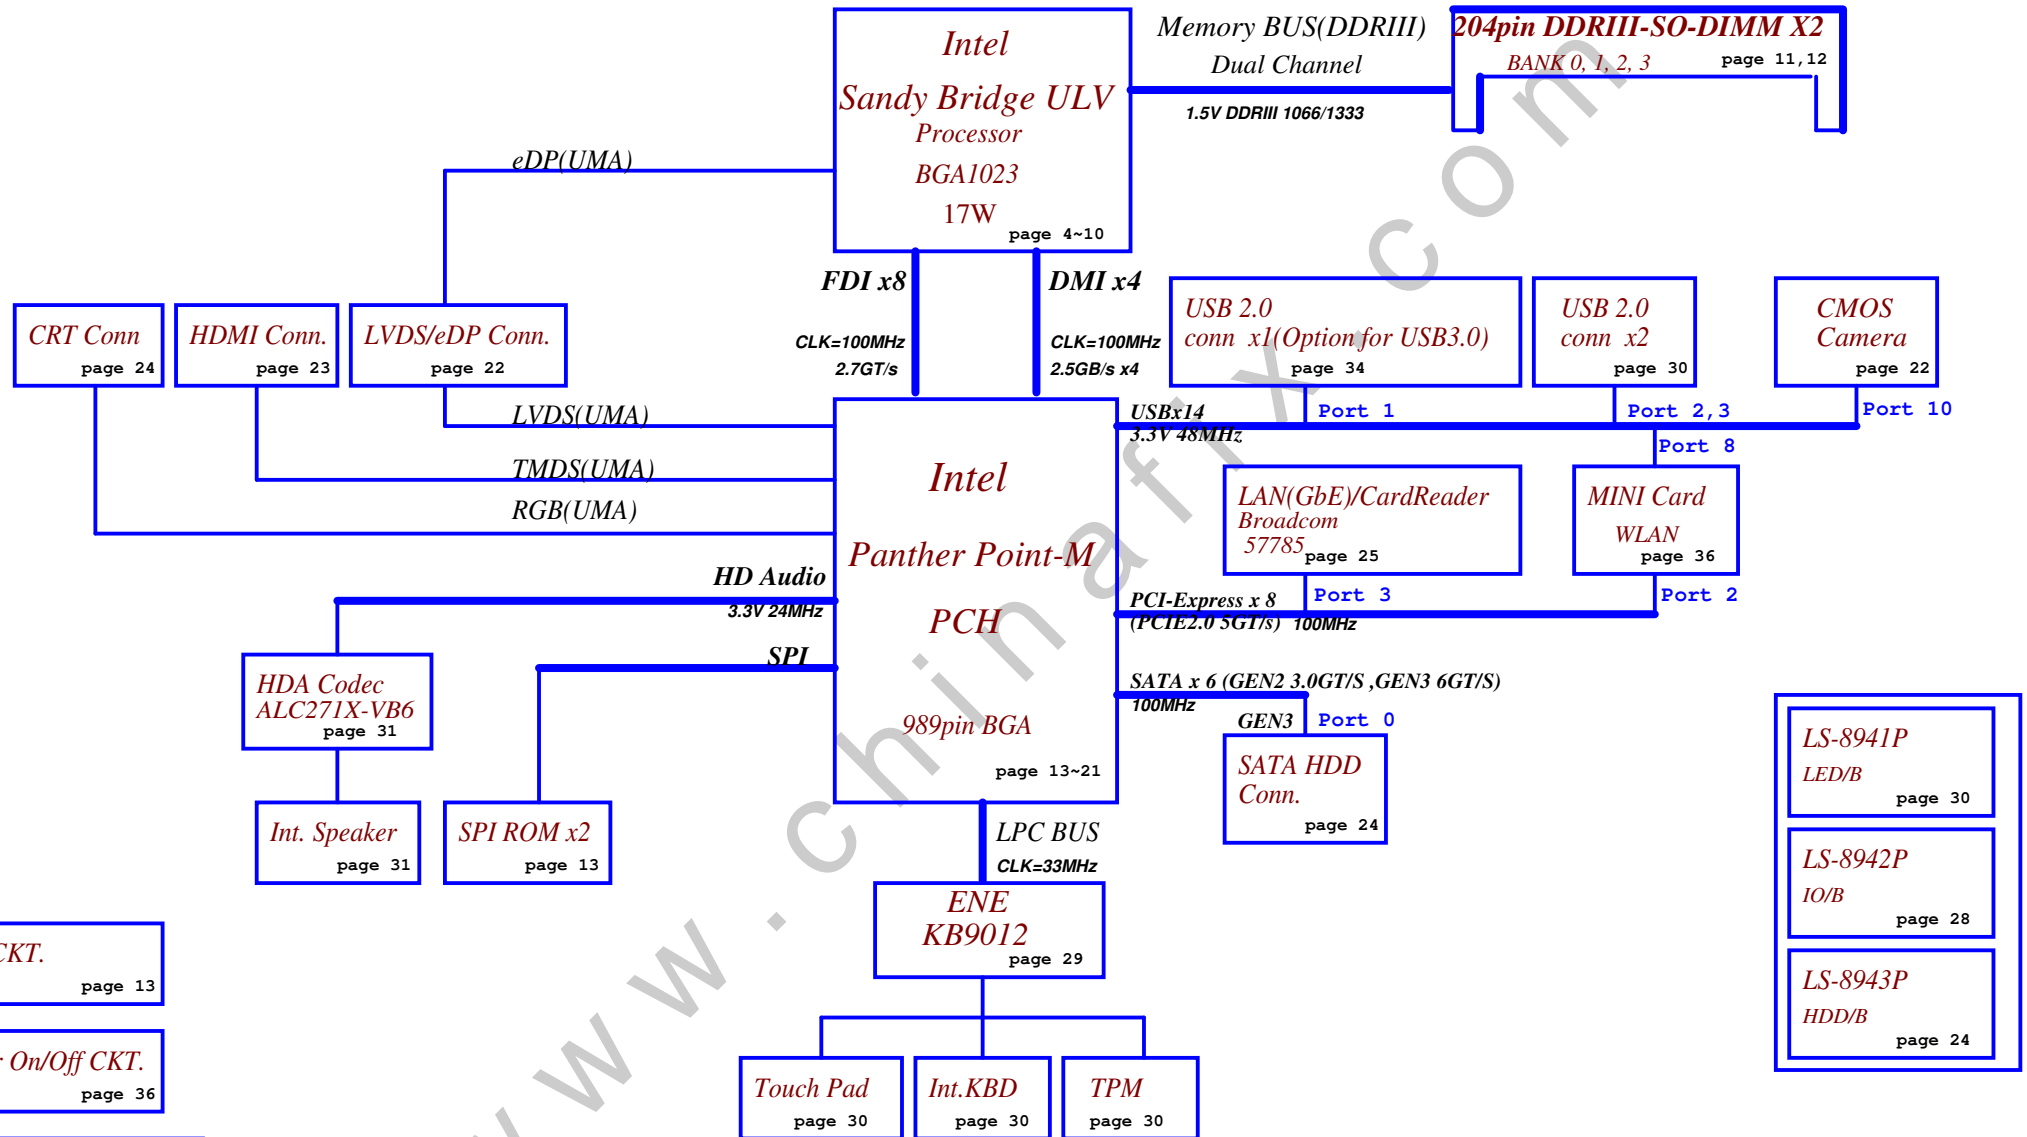 Intel
Sandy Bridge ULV
Processor
BGA1023
17W
page 4~10
Memory BUS(DDRIII)
Dual Channel
1.5V DDRIII 1066/1333
204pin DDRIII-SO-DIMM X2
BANK 0, 1, 2, 3
page 11,12
eDP(UMA)
FDI x8
CLK=100MHz
2.7GT/s
DMI x4
CLK=100MHz
2.5GB/s x4
CRT Conn
page 24
HDMI Conn.
page 23
LVDS/eDP Conn.
page 22
USB 2.0
conn x1(Option for USB3.0)
page 34
USB 2.0
conn x2
page 30
CMOS
Camera
page 22
LVDS(UMA)
TMDS(UMA)
RGB(UMA)
USBx14
3.3V 48MHz
Port 1
Port 2,3
Port 10
Port 8
Intel
Panther Point-M
PCH
989pin BGA
page 13~21
LAN(GbE)/CardReader
Broadcom
57785
page 25
MINI Card
WLAN
page 36
HD Audio
3.3V 24MHz
PCI-Express x 8
(PCIE2.0 5GT/s)
100MHz
Port 3
Port 2
SPI
HDA Codec
ALC271X-VB6
page 31
SATA x 6 (GEN2 3.0GT/S ,GEN3 6GT/S)
100MHz
GEN3
Port 0
SATA HDD
Conn.
page 24
LS-8941P
LED/B
page 30
LS-8942P
IO/B
page 28
LS-8943P
HDD/B
page 24
Int. Speaker
page 31
SPI ROM x2
page 13
LPC BUS
CLK=33MHz
ENE
KB9012
page 29
CKT.
page 13
r On/Off CKT.
page 36
Touch Pad
page 30
Int.KBD
page 30
TPM
page 30
www.chinafix.com